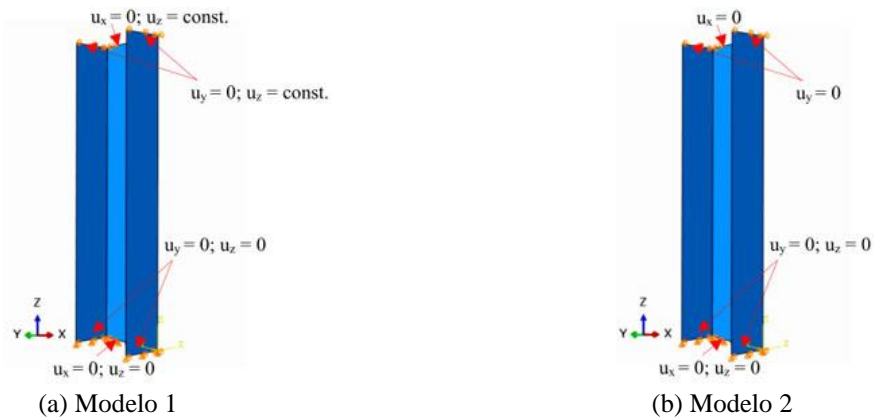 uₓ = 0; u_z = const.
u_y = 0; u_z = const.
u_y = 0; u_z = 0
Z
Y X
z
uₓ = 0; u_z = 0
(a) Modelo 1
uₓ = 0
u_y = 0
u_y = 0; u_z = 0
Z
Y X
z
uₓ = 0; u_z = 0
(b) Modelo 2